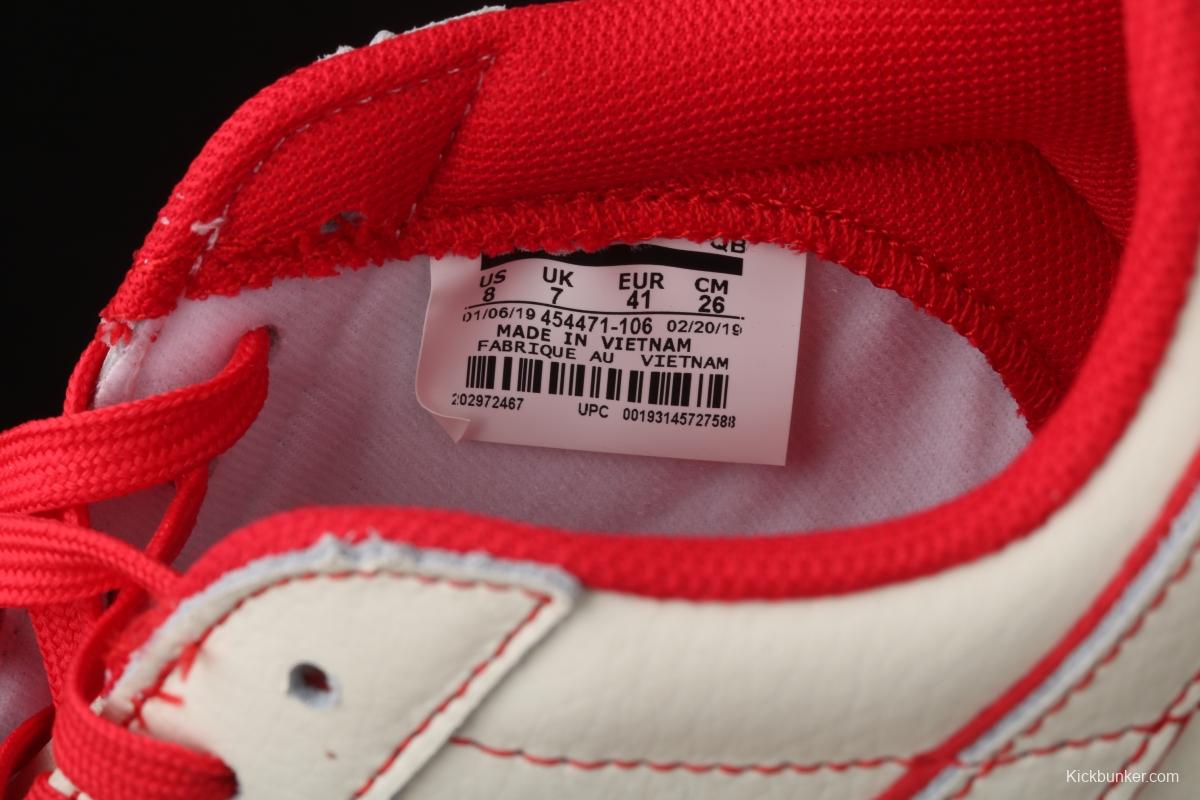 QB
US UK EUR CM
8 7 41 26
01/06/19 454471-106 02/20/19
MADE IN VIETNAM
FABRIQUE AU VIETNAM
202972467 UPC 00193145727588
Kickbunker.com